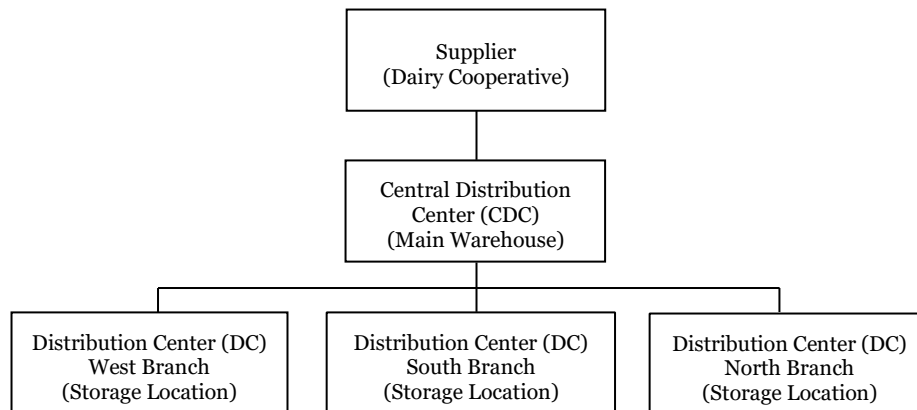 Supplier
(Dairy Cooperative)
Central Distribution
Center (CDC)
(Main Warehouse)
Distribution Center (DC)
West Branch
(Storage Location)
Distribution Center (DC)
South Branch
(Storage Location)
Distribution Center (DC)
North Branch
(Storage Location)